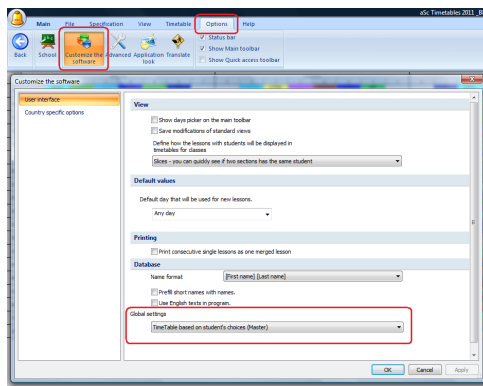 aSc Timetables 2011 _B
Main File Specification View Timetable Options Help
Back School Customize the software Advanced Application look Translate
Status bar
Show Main toolbar
Show Quick access toolbar
Customize the software
User interface
Country specific options
View
Show days picker on the main toolbar
Save modifications of standard views
Define how the lessons with students will be displayed in
timetables for classes
Slices - you can quickly see if two sections has the same student
Default values
Default day that will be used for new lessons.
Any day
Printing
Print consecutive single lessons as one merged lesson
Database
Name format [First name] [Last name]
Prefill short names with names.
Use English texts in program.
Global settings
TimeTable based on student's choices (Master)
OK Cancel Apply